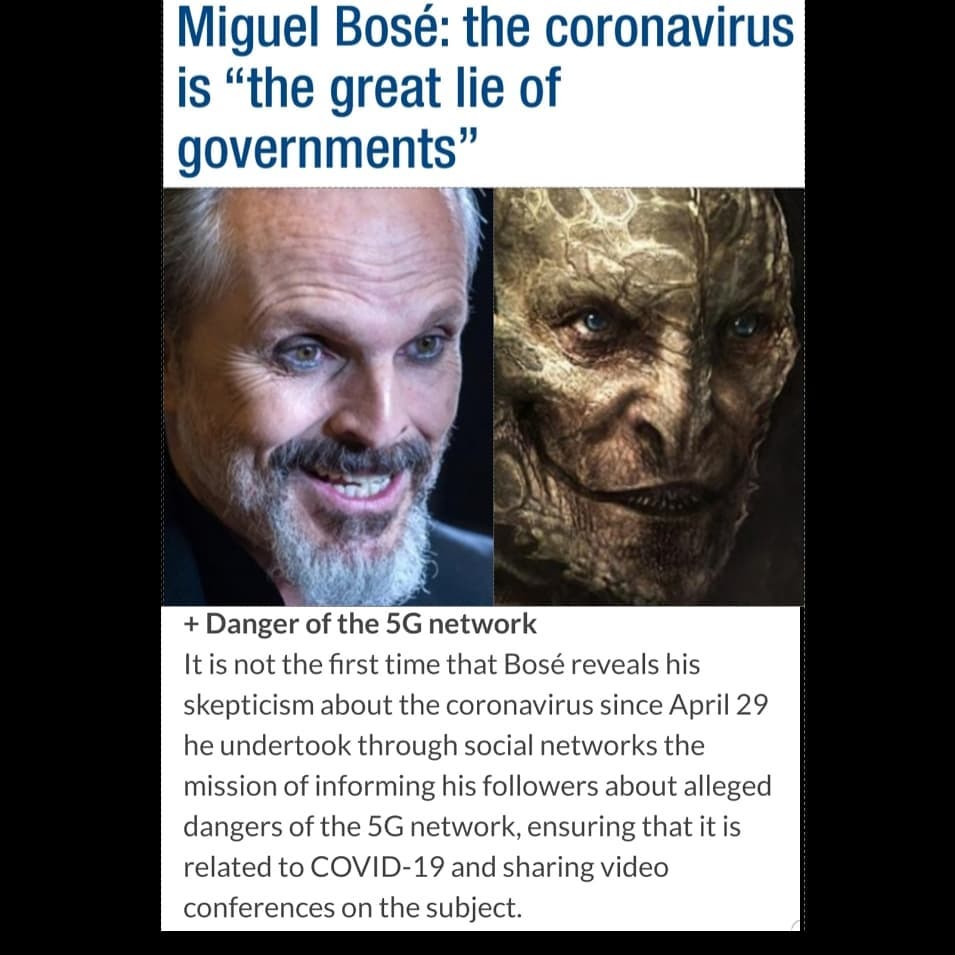 Miguel Bosé: the coronavirus
is “the great lie of
governments”
+ Danger of the 5G network
It is not the first time that Bosé reveals his
skepticism about the coronavirus since April 29
he undertook through social networks the
mission of informing his followers about alleged
dangers of the 5G network, ensuring that it is
related to COVID-19 and sharing video
conferences on the subject.